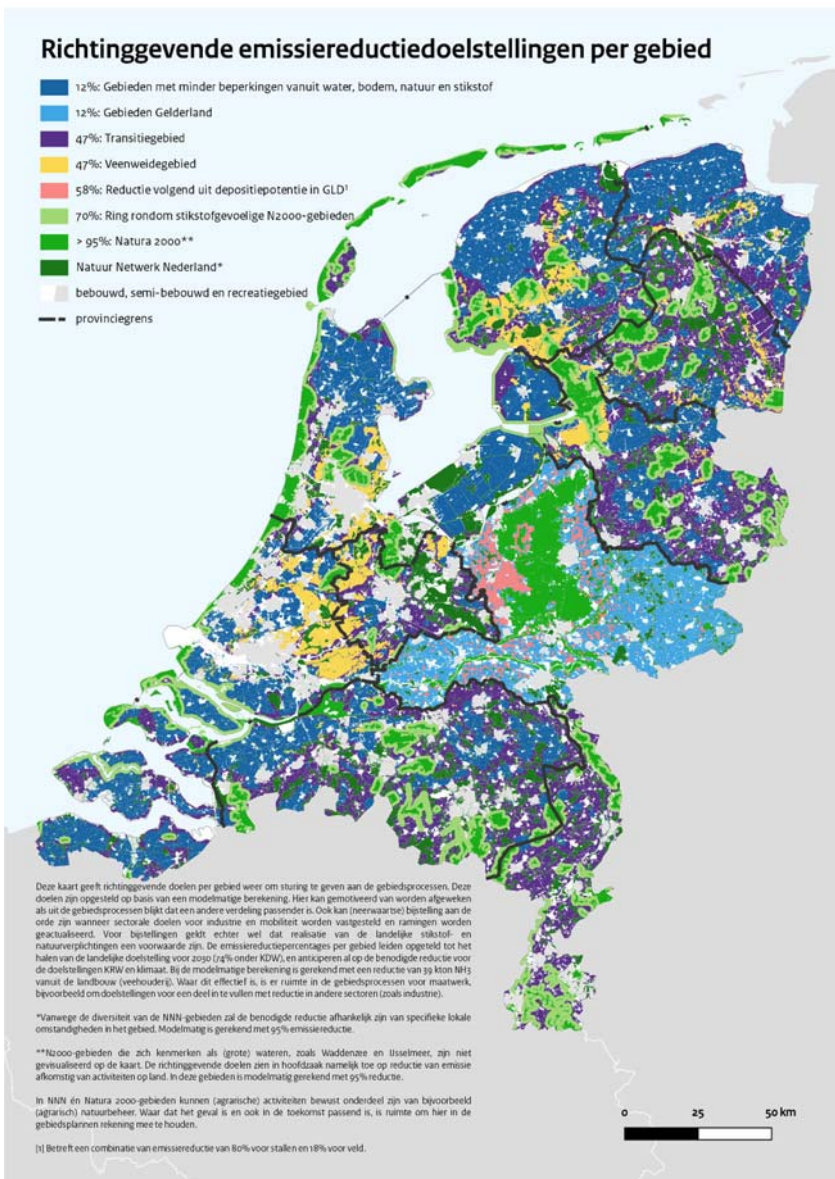 Richtinggevende emissiereductiedoelstellingen per gebied
12%: Gebieden met minder beperkingen vanuit water, bodem, natuur en stikstof
12%: Gebieden Gelderland
47%: Transitiegebied
47%: Veenweidegebied
58%: Reductie volgend uit depositiepotentie in GLD¹
70%: Ring rondom stikstofgevoelige N2000-gebieden
> 95%: Natura 2000**
Natuur Netwerk Nederland*
bebouwd, semi-bebouwd en recreatiegebied
provinciegrens
Deze kaart geeft richtinggevende doelen per gebied weer om sturing te geven aan de gebiedsprocessen. Deze
doelen zijn opgesteld op basis van een modelmatige berekening. Hier kan gemotiveerd van worden afgeweken
als uit de gebiedsprocessen blijkt dat een andere verdeling passender is. Ook kan (neerwaartse) bijstelling aan de
orde zijn wanneer sectorale doelen voor industrie en mobiliteit worden vastgesteld en ramingen worden
geactualiseerd. Voor bijstellingen geldt echter wel dat realisatie van de landelijke stikstof- en
natuurverplichtingen een voorwaarde zijn. De emissiereductiepercentages per gebied leiden opgeteld tot het
halen van de landelijke doelstelling voor 2030 (74% onder KDW), en anticiperen al op de benodigde reductie voor
de doelstellingen KRW en klimaat. Bij de modelmatige berekening is gerekend met een reductie van 39 kton NH3
vanuit de landbouw (veehouderij). Waar dit effectief is, is er ruimte in de gebiedsprocessen voor maatwerk,
bijvoorbeeld om doelstellingen voor een deel in te vullen met reductie in andere sectoren (zoals industrie).
*Vanwege de diversiteit van de NNN-gebieden zal de benodigde reductie afhankelijk zijn van specifieke lokale
omstandigheden in het gebied. Modelmatig is gerekend met 95% emissiereductie.
**N2000-gebieden die zich kenmerken als (grote) wateren, zoals Waddenzee en IJsselmeer, zijn niet
gevisualiseerd op de kaart. De richtinggevende doelen zien in hoofdzaak namelijk toe op reductie van emissie
afkomstig van activiteiten op land. In deze gebieden is modelmatig gerekend met 95% reductie.
In NNN én Natura 2000-gebieden kunnen (agrarische) activiteiten bewust onderdeel zijn van bijvoorbeeld
(agrarisch) natuurbeheer. Waar dat het geval is en ook in de toekomst passend is, is ruimte om hier in de
gebiedsplannen rekening mee te houden.
[1] Betreft een combinatie van emissiereductie van 80% voor stallen en 18% voor veld.
0 25 50 km